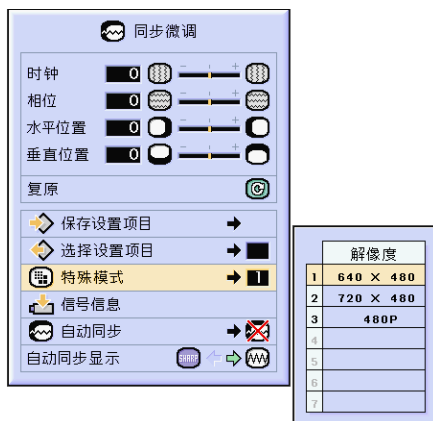 同步微调
时钟 0 - +
相位 0 - +
水平位置 0 - +
垂直位置 0 - +
复原
保存设置项目
选择设置项目
特殊模式 1
信号信息
自动同步
自动同步显示 SHARP
解像度
1 640 × 480
2 720 × 480
3 480P
4
5
6
7